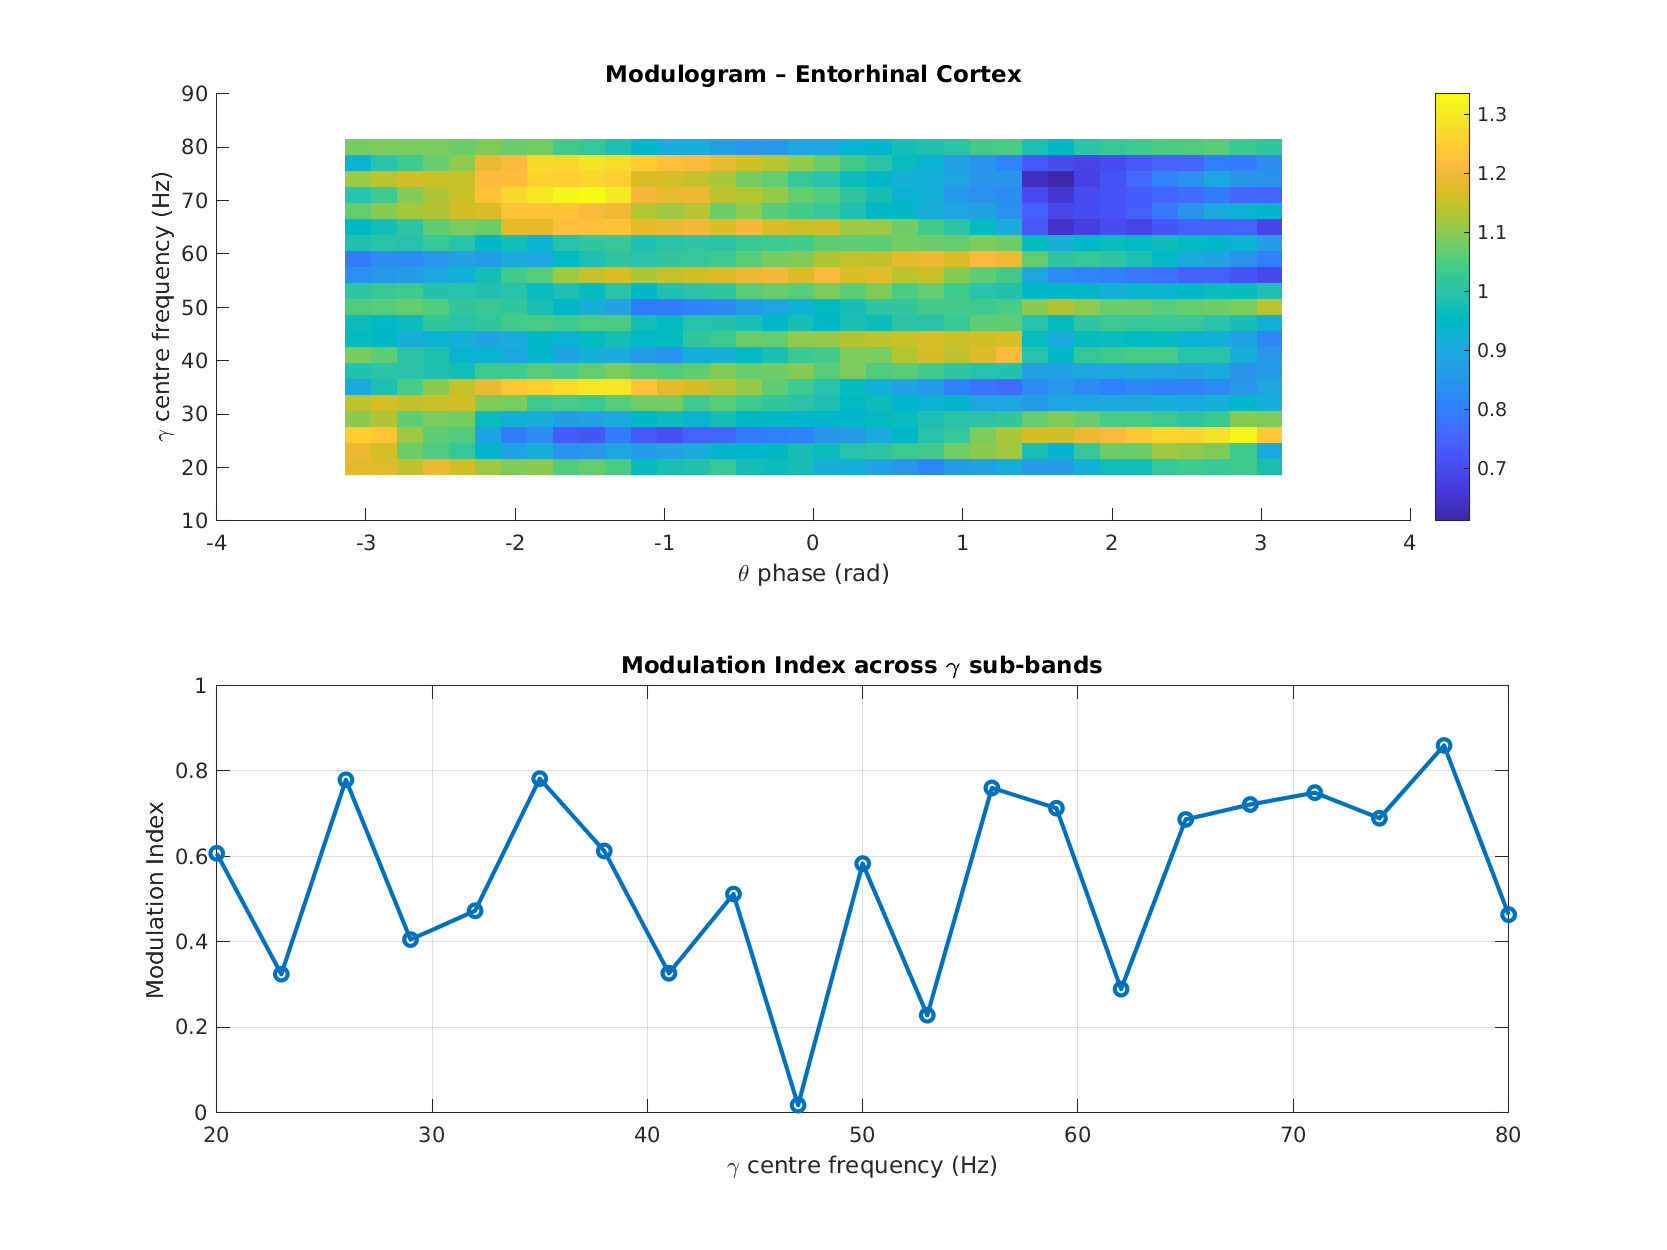 Modulogram – Entorhinal Cortex
90
80
70
60
50
40
30
20
10
γ centre frequency (Hz)
-4 -3 -2 -1 0 1 2 3 4
θ phase (rad)
1.3
1.2
1.1
1
0.9
0.8
0.7
Modulation Index across γ sub-bands
1
0.8
0.6
0.4
0.2
0
Modulation Index
20 30 40 50 60 70 80
γ centre frequency (Hz)